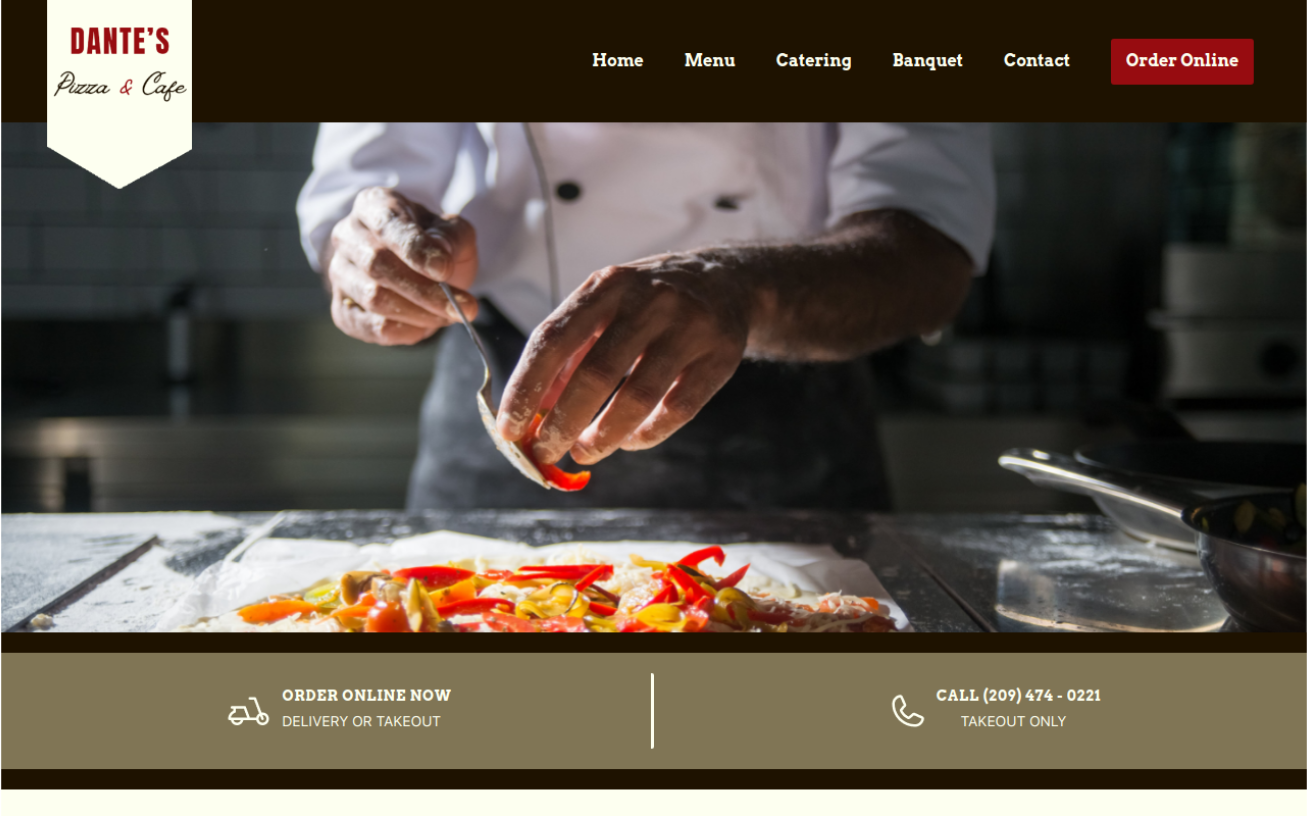 DANTE'S
Pizza & Cafe
Home Menu Catering Banquet Contact Order Online
ORDER ONLINE NOW
DELIVERY OR TAKEOUT
CALL (209) 474 - 0221
TAKEOUT ONLY